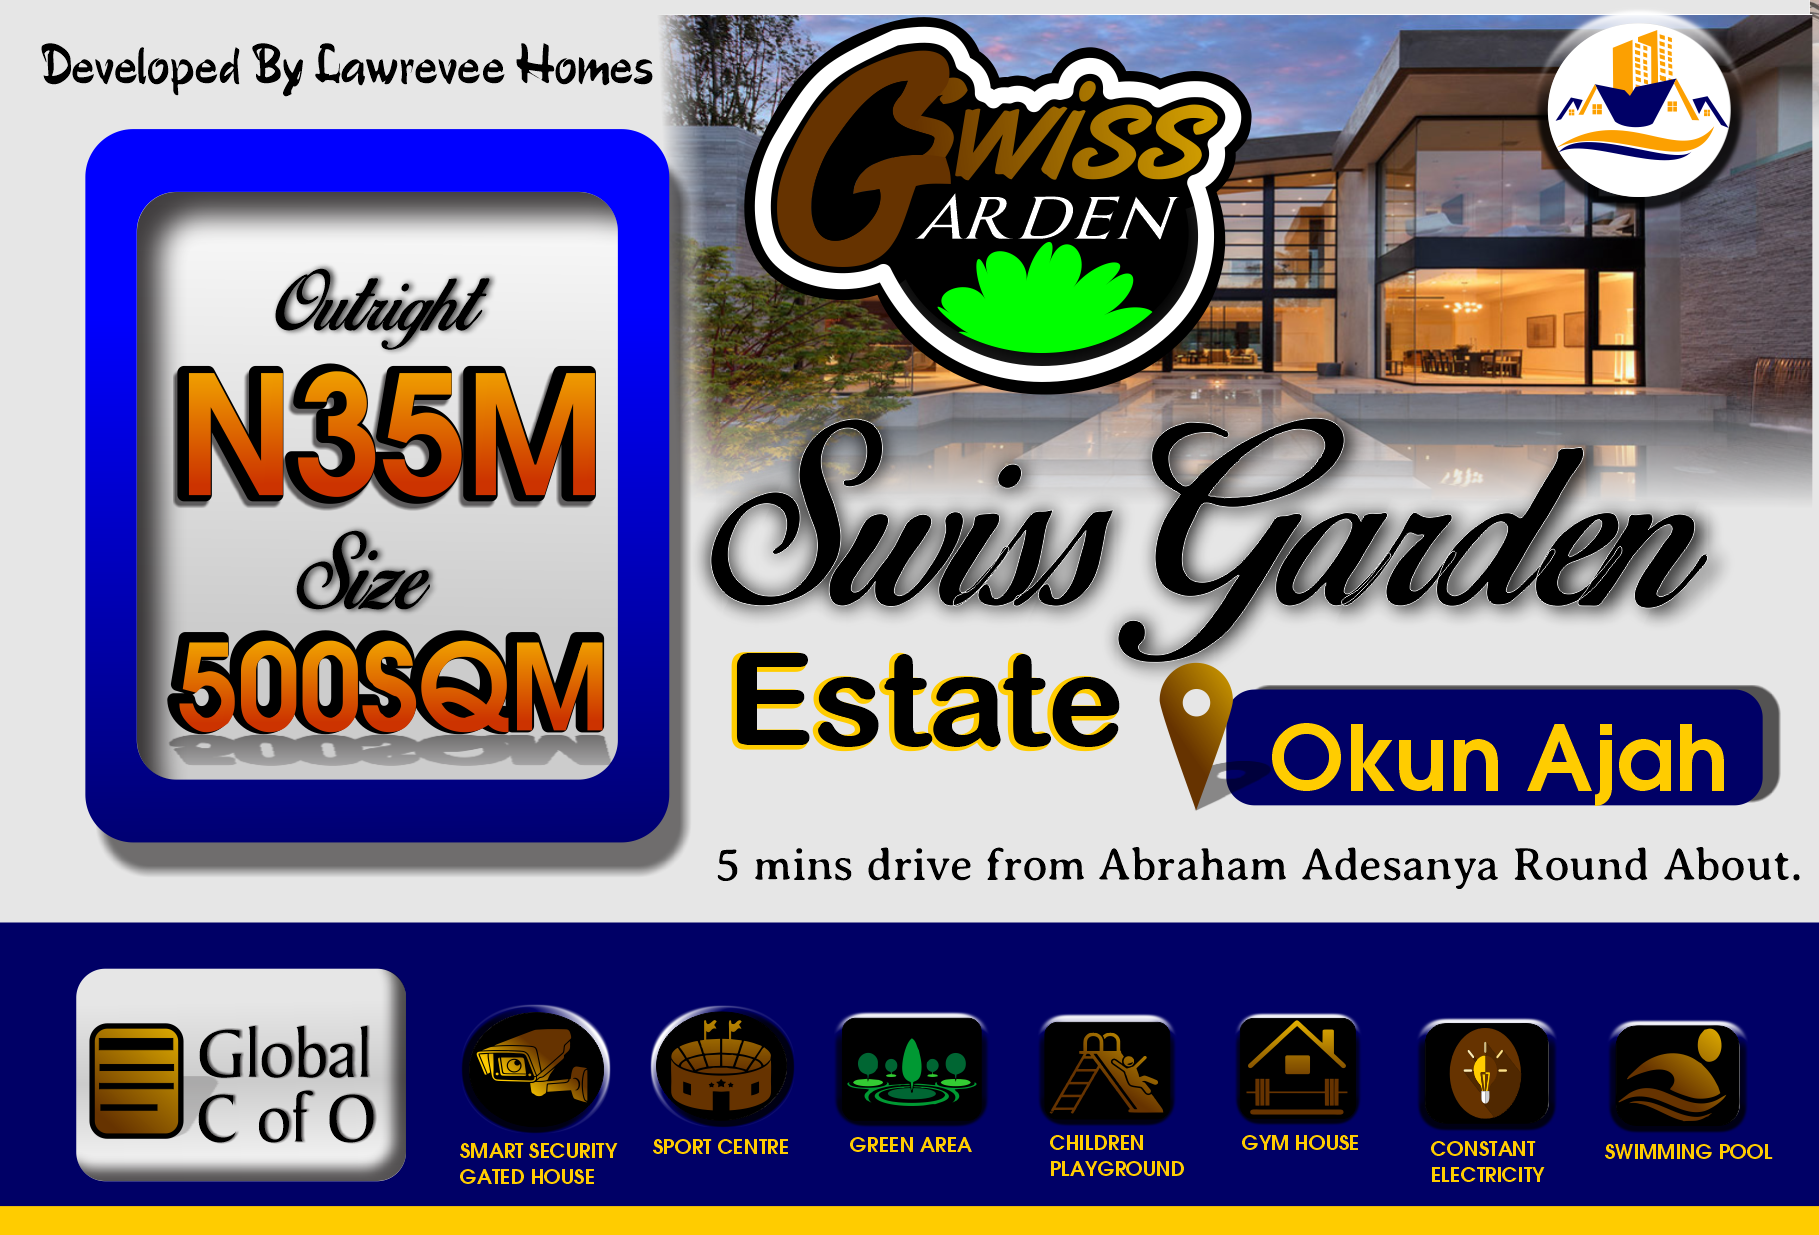 Developed By Lawrevee Homes
Swiss
GARDEN
Outright
N35M
Size
500SQM
Swiss Garden
Estate
Okun Ajah
5 mins drive from Abraham Adesanya Round About.
Global
C of O
SMART SECURITY
GATED HOUSE
SPORT CENTRE
GREEN AREA
CHILDREN
PLAYGROUND
GYM HOUSE
CONSTANT
ELECTRICITY
SWIMMING POOL